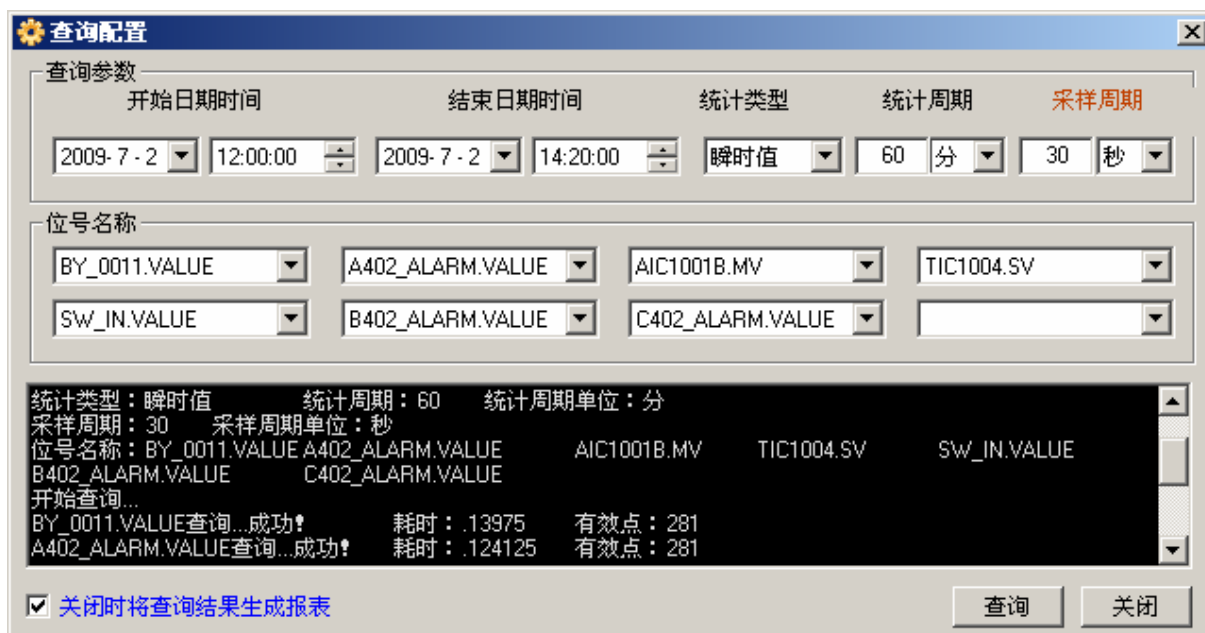 查询配置
查询参数
开始日期时间 结束日期时间 统计类型 统计周期 采样周期
2009- 7 - 2 12:00:00 2009- 7 - 2 14:20:00 瞬时值 60 分 30 秒
位号名称
BY_0011.VALUE A402_ALARM.VALUE AIC1001B.MV TIC1004.SV
SW_IN.VALUE B402_ALARM.VALUE C402_ALARM.VALUE
统计类型：瞬时值 统计周期：60 统计周期单位：分
采样周期：30 采样周期单位：秒
位号名称：BY_0011.VALUE A402_ALARM.VALUE AIC1001B.MV TIC1004.SV SW_IN.VALUE
B402_ALARM.VALUE C402_ALARM.VALUE
开始查询...
BY_0011.VALUE查询...成功! 耗时：.13975 有效点：281
A402_ALARM.VALUE查询...成功! 耗时：.124125 有效点：281
关闭时将查询结果生成报表 查询 关闭